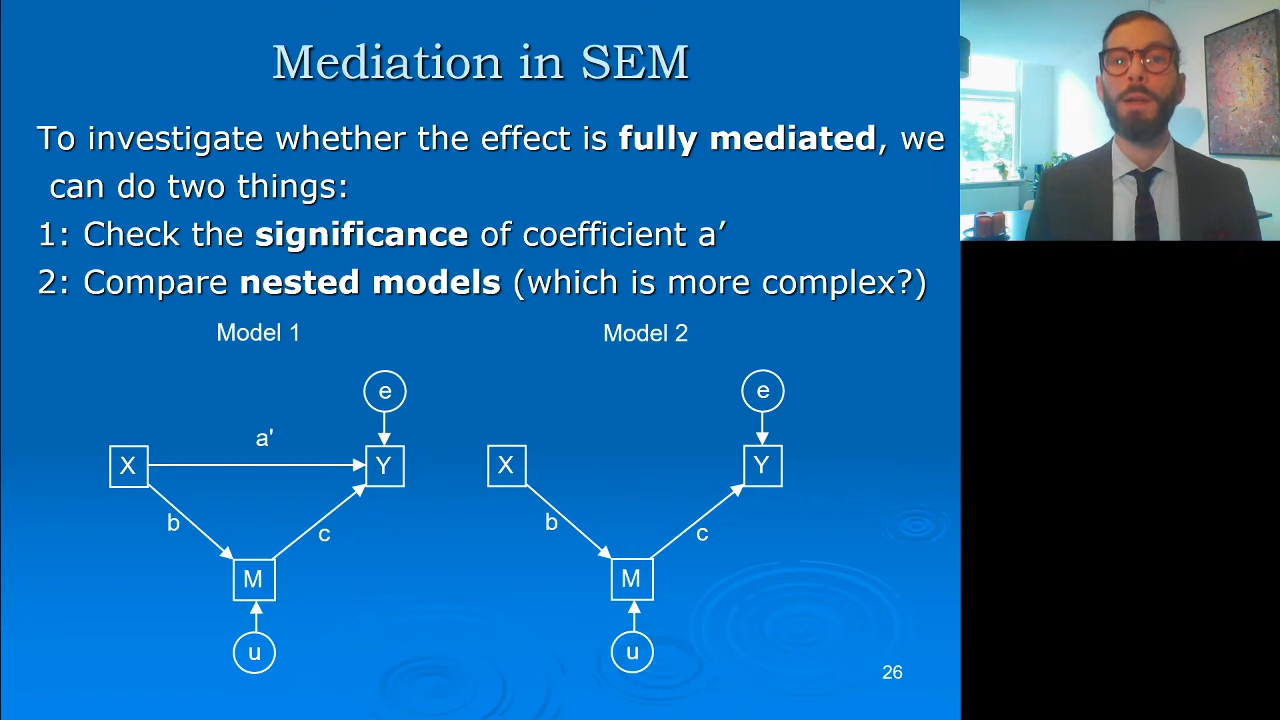 Mediation in SEM
To investigate whether the effect is fully mediated, we
can do two things:
1: Check the significance of coefficient a’
2: Compare nested models (which is more complex?)
Model 1
Model 2
e
e
a'
X
Y
X
Y
b
c
b
c
M
M
u
u
26